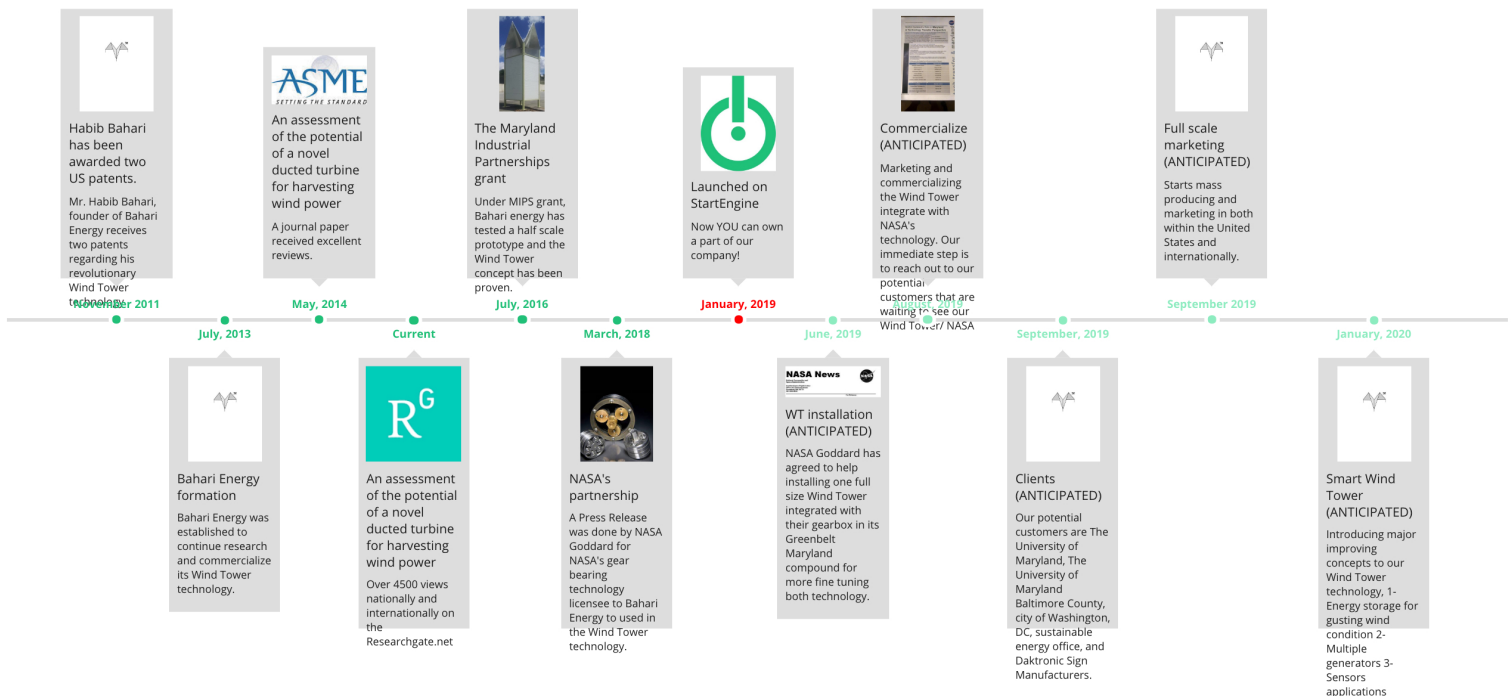 Habib Bahari
has been
awarded two
US patents.
Mr. Habib Bahari,
founder of Bahari
Energy receives
two patents
regarding his
revolutionary
Wind Tower
technology.
November 2011
ASME
SETTING THE STANDARD
An assessment
of the potential
of a novel
ducted turbine
for harvesting
wind power
A journal paper
received excellent
reviews.
May, 2014
The Maryland
Industrial
Partnerships
grant
Under MIPS grant,
Bahari energy has
tested a half scale
prototype and the
Wind Tower
concept has been
proven.
July, 2016
Launched on
StartEngine
Now YOU can own
a part of our
company!
January, 2019
Commercialize
(ANTICIPATED)
Marketing and
commercializing
the Wind Tower
integrate with
NASA's
technology. Our
immediate step is
to reach out to our
potential
customers that are
waiting to see our
Wind Tower/ NASA
August, 2019
Full scale
marketing
(ANTICIPATED)
Starts mass
producing and
marketing in both
within the United
States and
internationally.
September 2019
July, 2013
Bahari Energy
formation
Bahari Energy was
established to
continue research
and commercialize
its Wind Tower
technology.
Current
RG
An assessment
of the potential
of a novel
ducted turbine
for harvesting
wind power
Over 4500 views
nationally and
internationally on
the
Researchgate.net
March, 2018
NASA's
partnership
A Press Release
was done by NASA
Goddard for
NASA's gear
bearing
technology
licensee to Bahari
Energy to used in
the Wind Tower
technology.
June, 2019
NASA News
WT installation
(ANTICIPATED)
NASA Goddard has
agreed to help
installing one full
size Wind Tower
integrated with
their gearbox in its
Greenbelt
Maryland
compound for
more fine tuning
both technology.
September, 2019
Clients
(ANTICIPATED)
Our potential
customers are The
University of
Maryland, The
University of
Maryland
Baltimore County,
city of Washington,
DC, sustainable
energy office, and
Daktronic Sign
Manufacturers.
January, 2020
Smart Wind
Tower
(ANTICIPATED)
Introducing major
improving
concepts to our
Wind Tower
technology, 1-
Energy storage for
gusting wind
condition 2-
Multiple
generators 3-
Sensors
applications